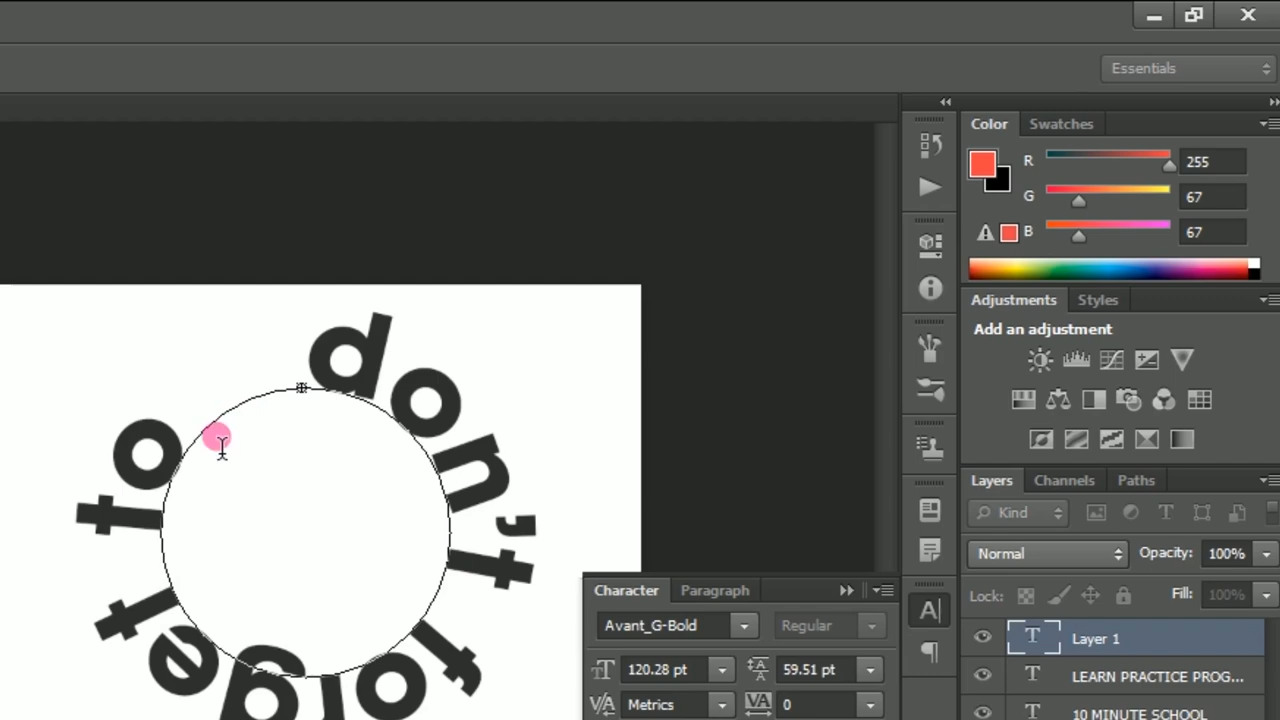 Essentials
Color Swatches
R 255
G 67
B 67
Adjustments Styles
Add an adjustment
don't forget to
Layers Channels Paths
Kind T
Normal Opacity: 100%
Lock: Fill: 100%
Character Paragraph
Avant_G-Bold Regular
120.28 pt 59.51 pt
Metrics 0
T Layer 1
T LEARN PRACTICE PROG...
T 10 MINUTE SCHOOL